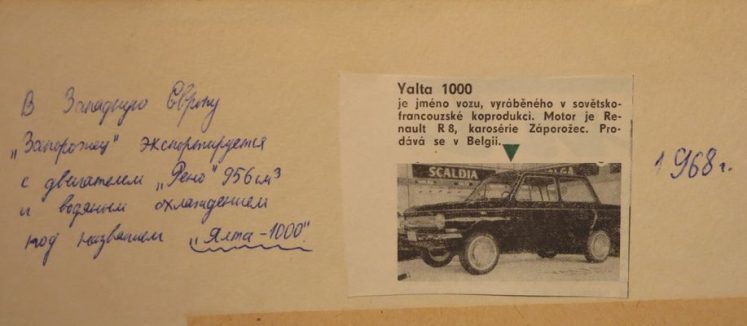 В Западную Европу
„Запорожец" экспортируется
с двигателем „Рено" 956 см³
и водяным охлаждением
под названием „Ялта-1000"
Yalta 1000
je jméno vozu, vyráběného v sovětsko-
francouzské koprodukci. Motor je Re-
nault R 8, karosérie Záporožec. Pro-
dává se v Belgii.
SCALDIA
LGA
1968 г.